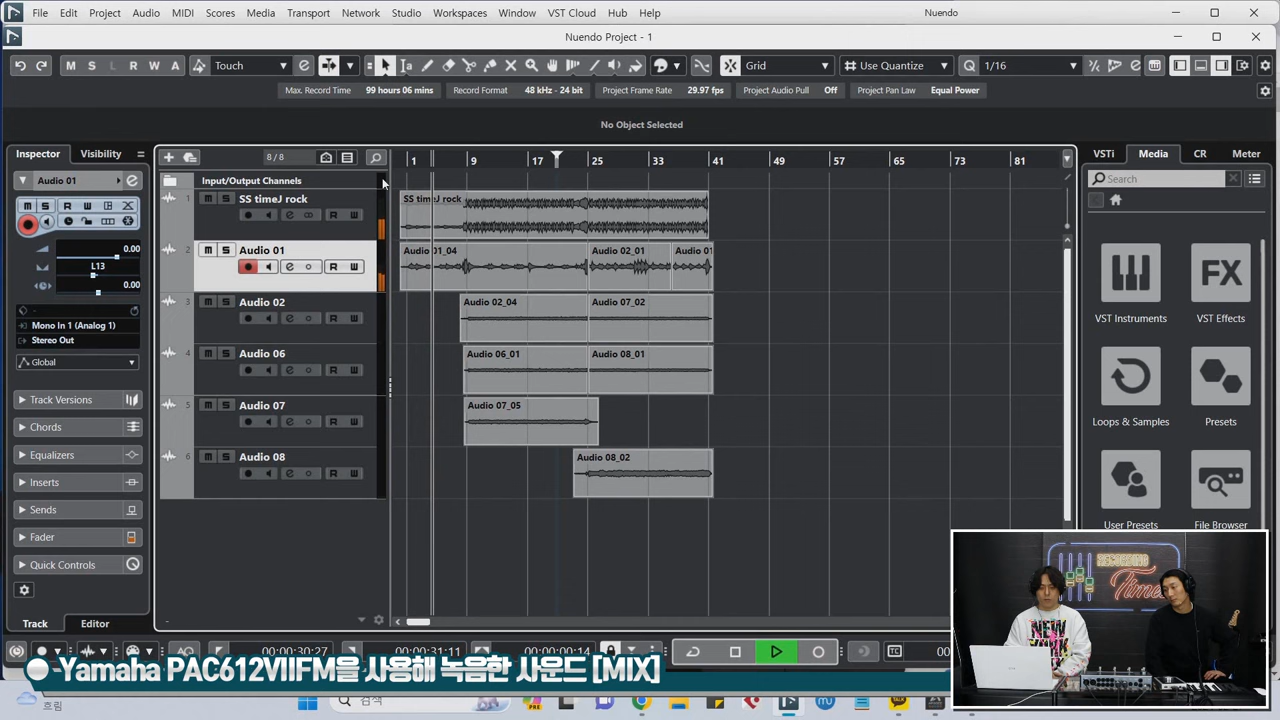 File Edit Project Audio MIDI Scores Media Transport Network Studio Workspaces Window VST Cloud Hub Help Nuendo
Nuendo Project - 1
M S L R W A Touch Grid Use Quantize Q 1/16
Max. Record Time 99 hours 06 mins Record Format 48 kHz - 24 bit Project Frame Rate 29.97 fps Project Audio Pull Off Project Pan Law Equal Power
No Object Selected
Inspector Visibility 8/8 1 9 17 25 33 41 49 57 65 73 81 VSTi Media CR Meter
Audio 01 Input/Output Channels Search
M S R W
SS timeJ rock SS timeJ rock
0.00
L13
0.00
Audio 01 Audio 01_04 Audio 02_01 Audio 01
VST Instruments VST Effects
Audio 02 Audio 02_04 Audio 07_02
Mono In 1 (Analog 1)
Stereo Out
Global
Audio 06 Audio 06_01 Audio 08_01
Track Versions
Audio 07 Audio 07_05
Loops & Samples Presets
Chords
Equalizers
Audio 08 Audio 08_02
Inserts
Sends
Fader
Quick Controls
User Presets File Browser
RECORDING
Time
Track Editor
00:00:30:27 00:00:31:11 00:00:00:14 TC
Yamaha PAC612VIIFM을 사용해 녹음한 사운드 [MIX]
흐림 검색